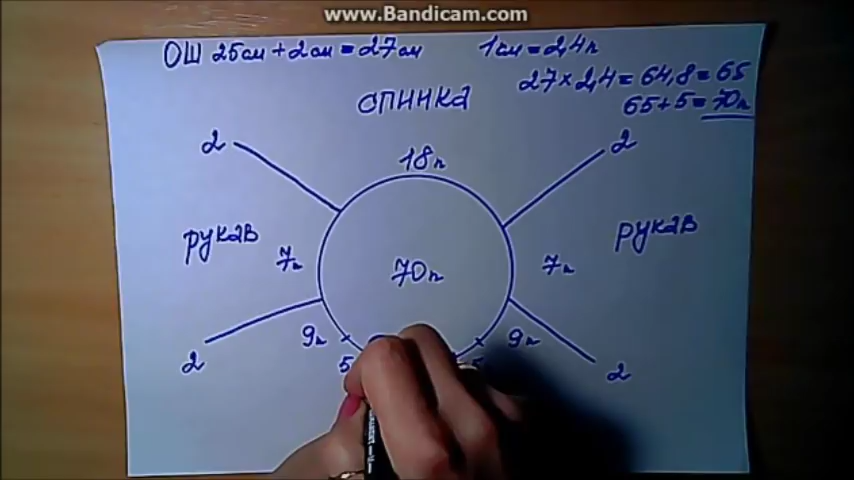 www.Bandicam.com
ОШ 25см + 2см = 27см 1см = 2,4п
27 × 2,4 = 64,8 = 65
65 + 5 = 70п
СПИНКА
2 18п 2
рукав рукав
7п 70п 7п
9п 9п
5 5
2 2